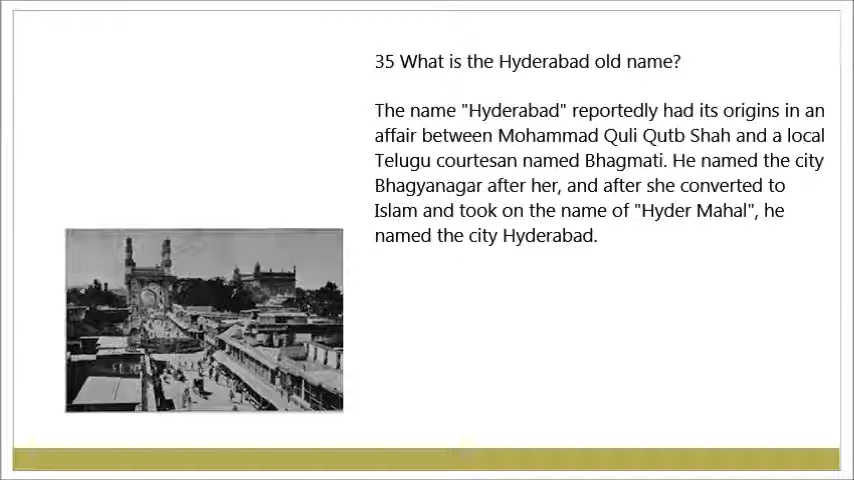 35 What is the Hyderabad old name?
The name "Hyderabad" reportedly had its origins in an
affair between Mohammad Quli Qutb Shah and a local
Telugu courtesan named Bhagmati. He named the city
Bhagyanagar after her, and after she converted to
Islam and took on the name of "Hyder Mahal", he
named the city Hyderabad.